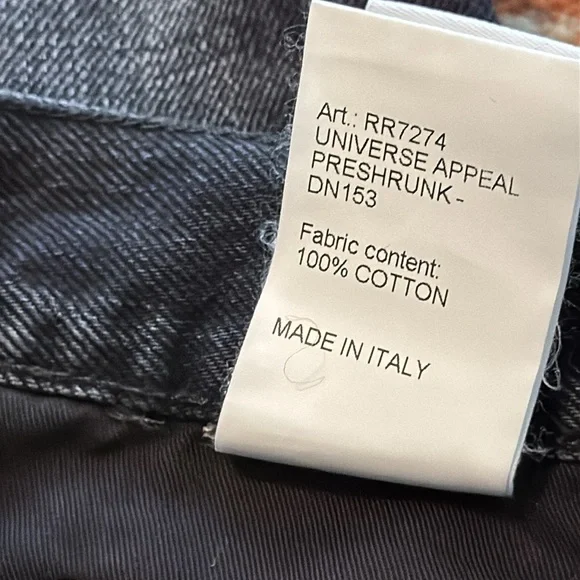 Art.: RR7274
UNIVERSE APPEAL
PRESHRUNK -
DN153
Fabric content:
100% COTTON
MADE IN ITALY